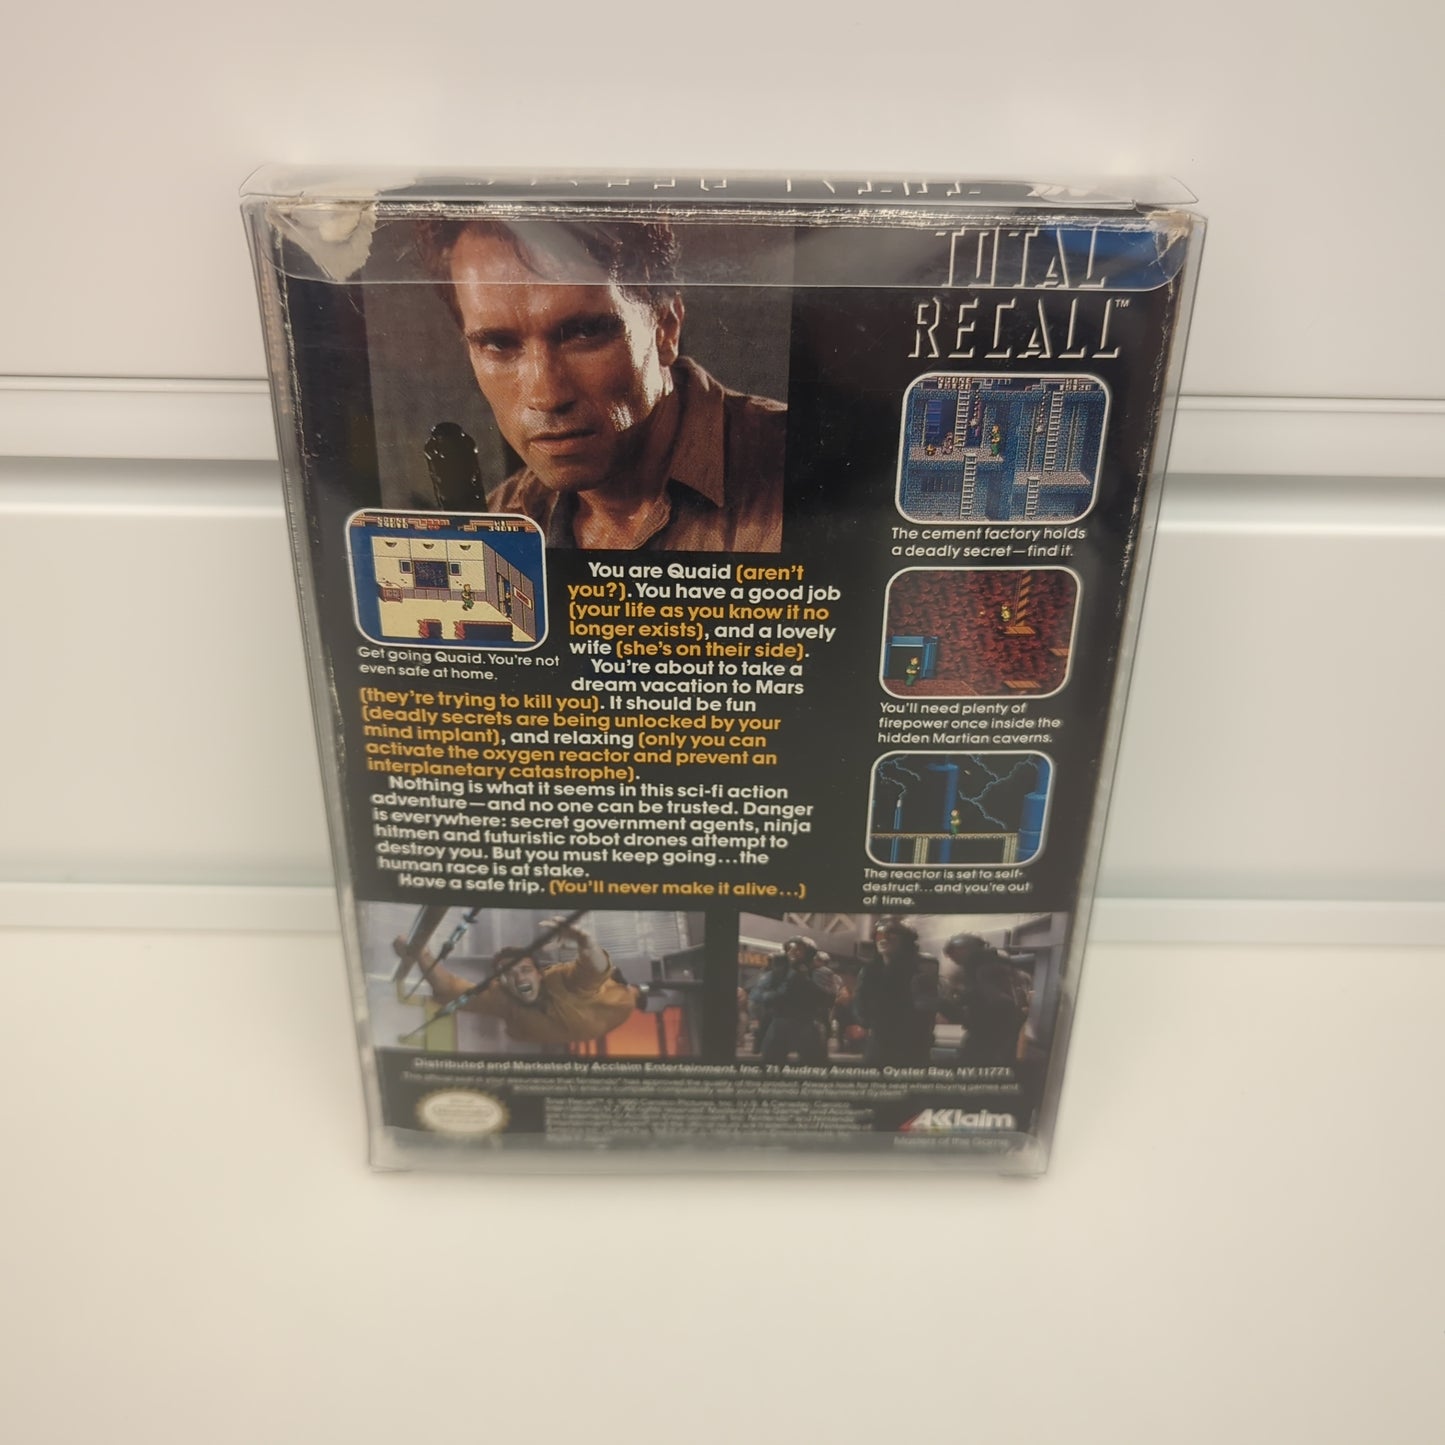 TOTAL
RECALL™
Get going Quaid. You're not
even safe at home.
You are Quaid (aren't
you?). You have a good job
(your life as you know it no
longer exists), and a lovely
wife (she's on their side).
You're about to take a
dream vacation to Mars
(they're trying to kill you). It should be fun
(deadly secrets are being unlocked by your
mind implant), and relaxing (only you can
activate the oxygen reactor and prevent an
interplanetary catastrophe).
Nothing is what it seems in this sci-fi action
adventure—and no one can be trusted. Danger
is everywhere: secret government agents, ninja
hitmen and futuristic robot drones attempt to
destroy you. But you must keep going...the
human race is at stake.
Have a safe trip. (You'll never make it alive...)
The cement factory holds
a deadly secret—find it.
You'll need plenty of
firepower once inside the
hidden Martian caverns.
The reactor is set to self-
destruct...and you're out
of time.
Distributed and Marketed by Acclaim Entertainment, Inc. 71 Audrey Avenue, Oyster Bay, NY 11771
AKKlaim
Masters of the Game